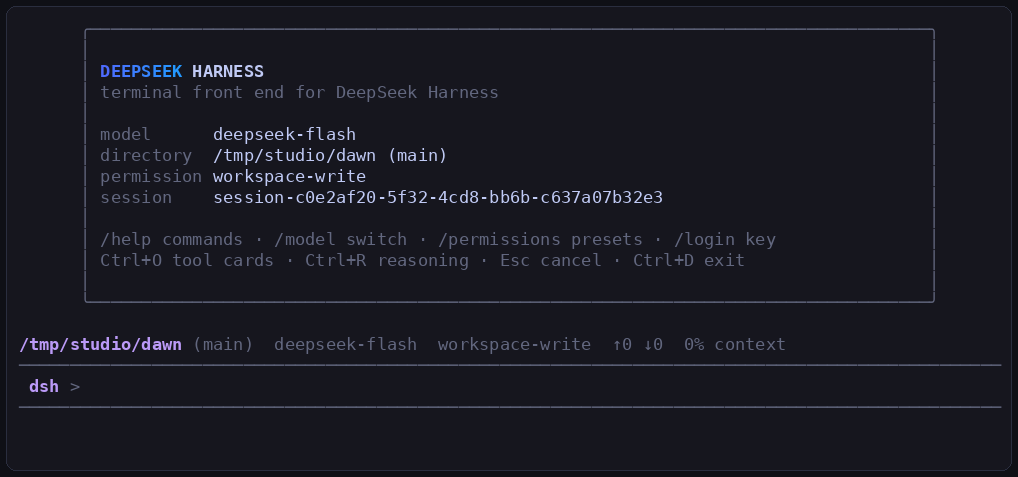 DEEPSEEK HARNESS
terminal front end for DeepSeek Harness
model deepseek-flash
directory /tmp/studio/dawn (main)
permission workspace-write
session session-c0e2af20-5f32-4cd8-bb6b-c637a07b32e3
/help commands · /model switch · /permissions presets · /login key
Ctrl+O tool cards · Ctrl+R reasoning · Esc cancel · Ctrl+D exit
/tmp/studio/dawn (main) deepseek-flash workspace-write ↑0 ↓0 0% context
dsh >